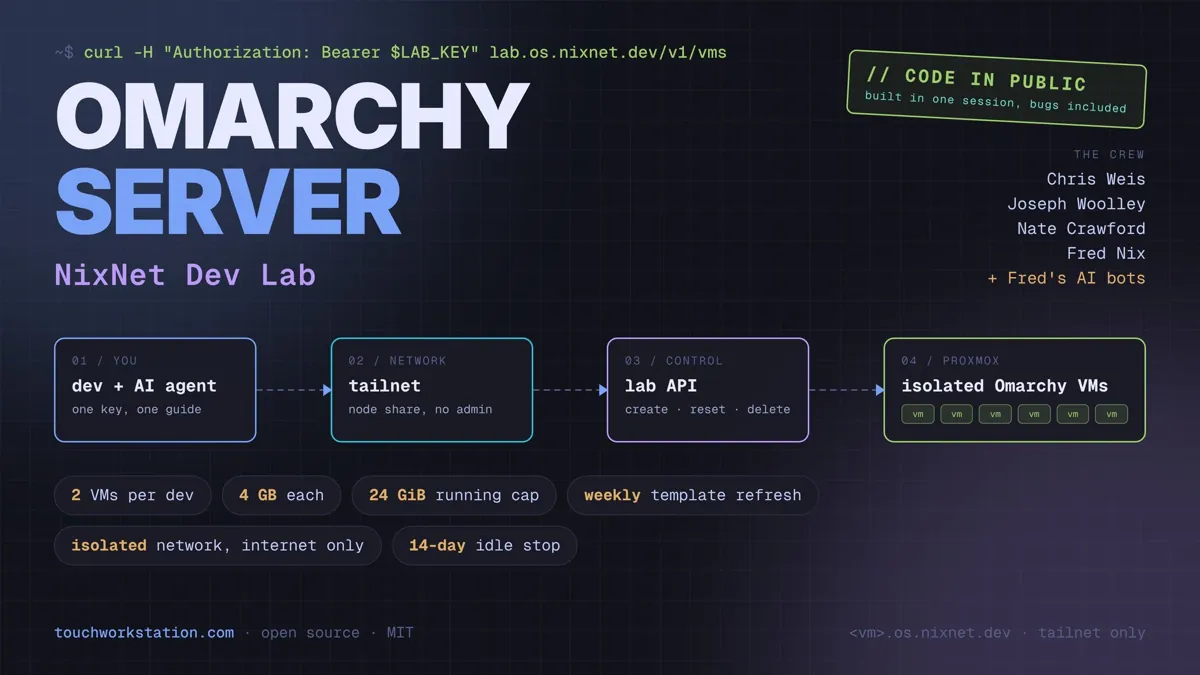 ~$ curl -H "Authorization: Bearer $LAB_KEY" lab.os.nixnet.dev/v1/vms
OMARCHY
SERVER
NixNet Dev Lab
// CODE IN PUBLIC
built in one session, bugs included
THE CREW
Chris Weis
Joseph Woolley
Nate Crawford
Fred Nix
+ Fred's AI bots
01 / YOU
dev + AI agent
one key, one guide
02 / NETWORK
tailnet
node share, no admin
03 / CONTROL
lab API
create · reset · delete
04 / PROXMOX
isolated Omarchy VMs
vm vm vm vm vm vm
2 VMs per dev
4 GB each
24 GiB running cap
weekly template refresh
isolated network, internet only
14-day idle stop
touchworkstation.com · open source · MIT
<vm>.os.nixnet.dev · tailnet only